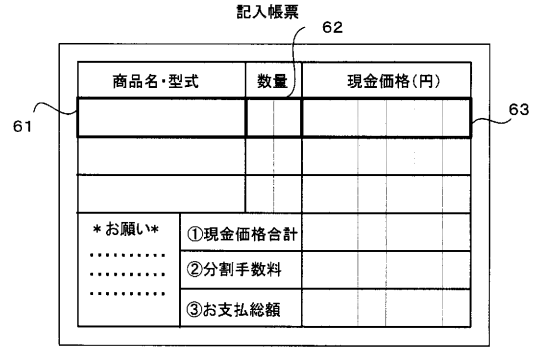 記入帳票
62
商品名・型式 数量 現金価格(円)
61
63
*お願い*
①現金価格合計
②分割手数料
③お支払総額